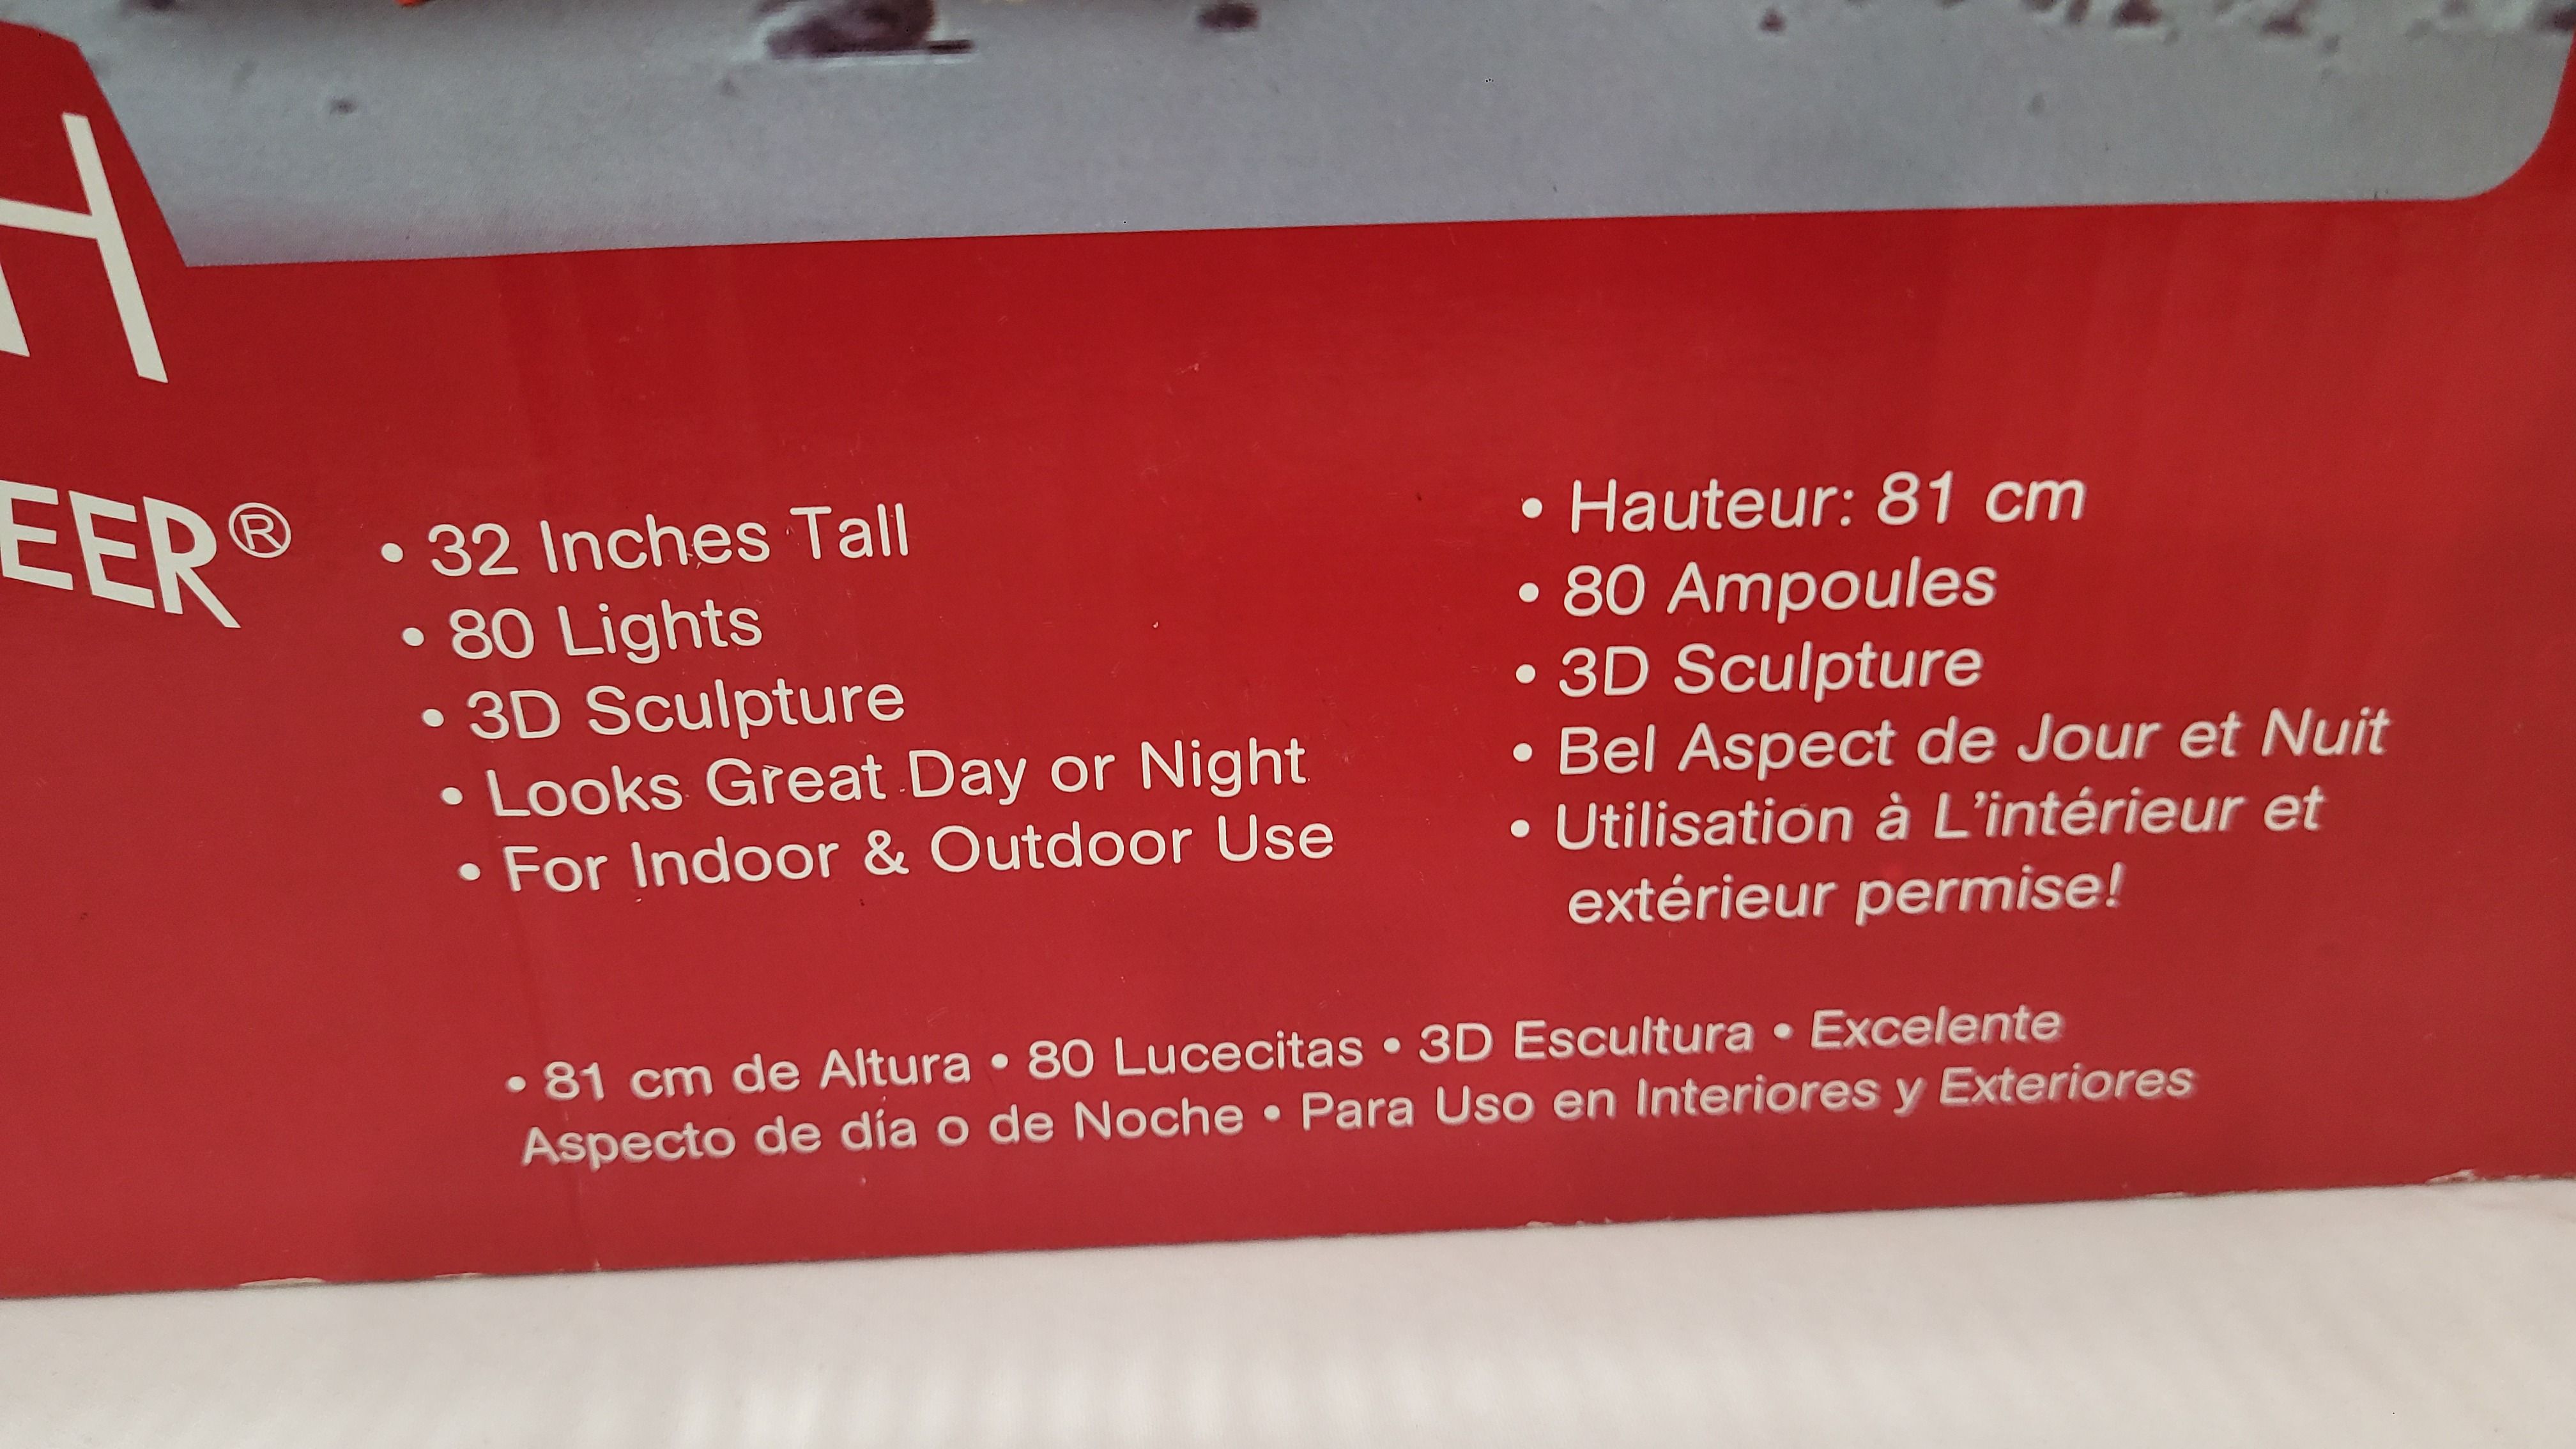 H
EER®
• 32 Inches Tall
• 80 Lights
• 3D Sculpture
• Looks Great Day or Night
• For Indoor & Outdoor Use
• Hauteur: 81 cm
• 80 Ampoules
• 3D Sculpture
• Bel Aspect de Jour et Nuit
• Utilisation à L'intérieur et
extérieur permise!
• 81 cm de Altura • 80 Lucecitas • 3D Escultura • Excelente
Aspecto de día o de Noche • Para Uso en Interiores y Exteriores